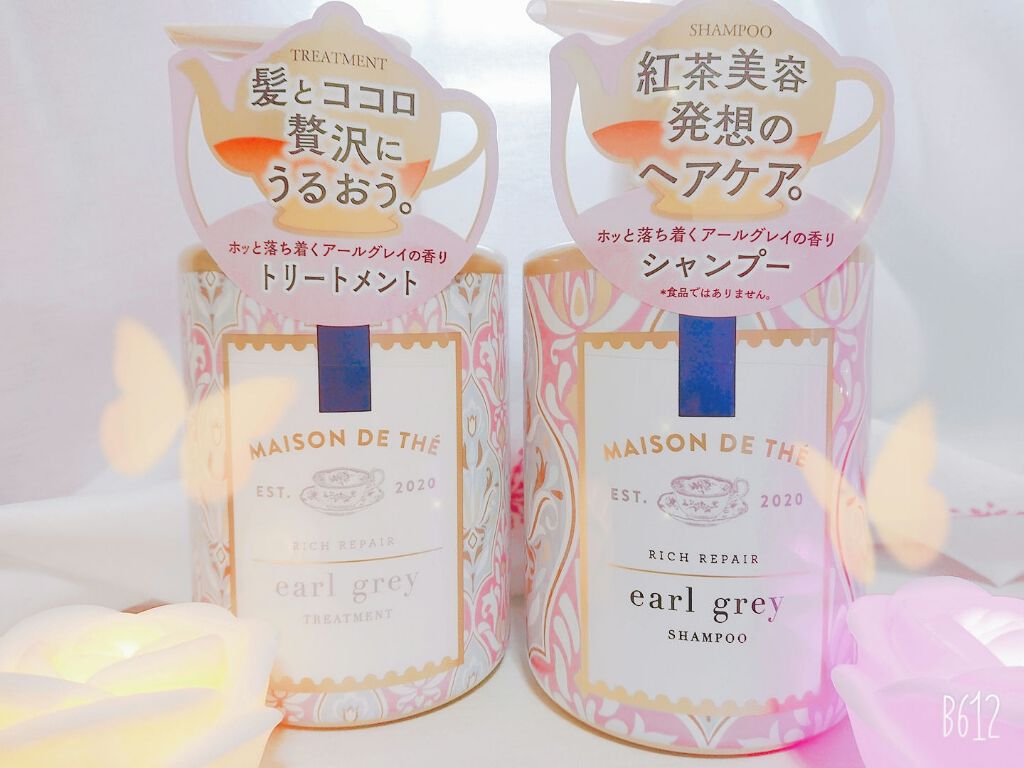 TREATMENT
髪とココロ
贅沢に
うるおう。
ホッと落ち着くアールグレイの香り
トリートメント
MAISON DE THÉ
EST. 2020
RICH REPAIR
earl grey
TREATMENT
SHAMPOO
紅茶美容
発想の
ヘアケア。
ホッと落ち着くアールグレイの香り
シャンプー
*食品ではありません。
MAISON DE THÉ
EST. 2020
RICH REPAIR
earl grey
SHAMPOO
B612